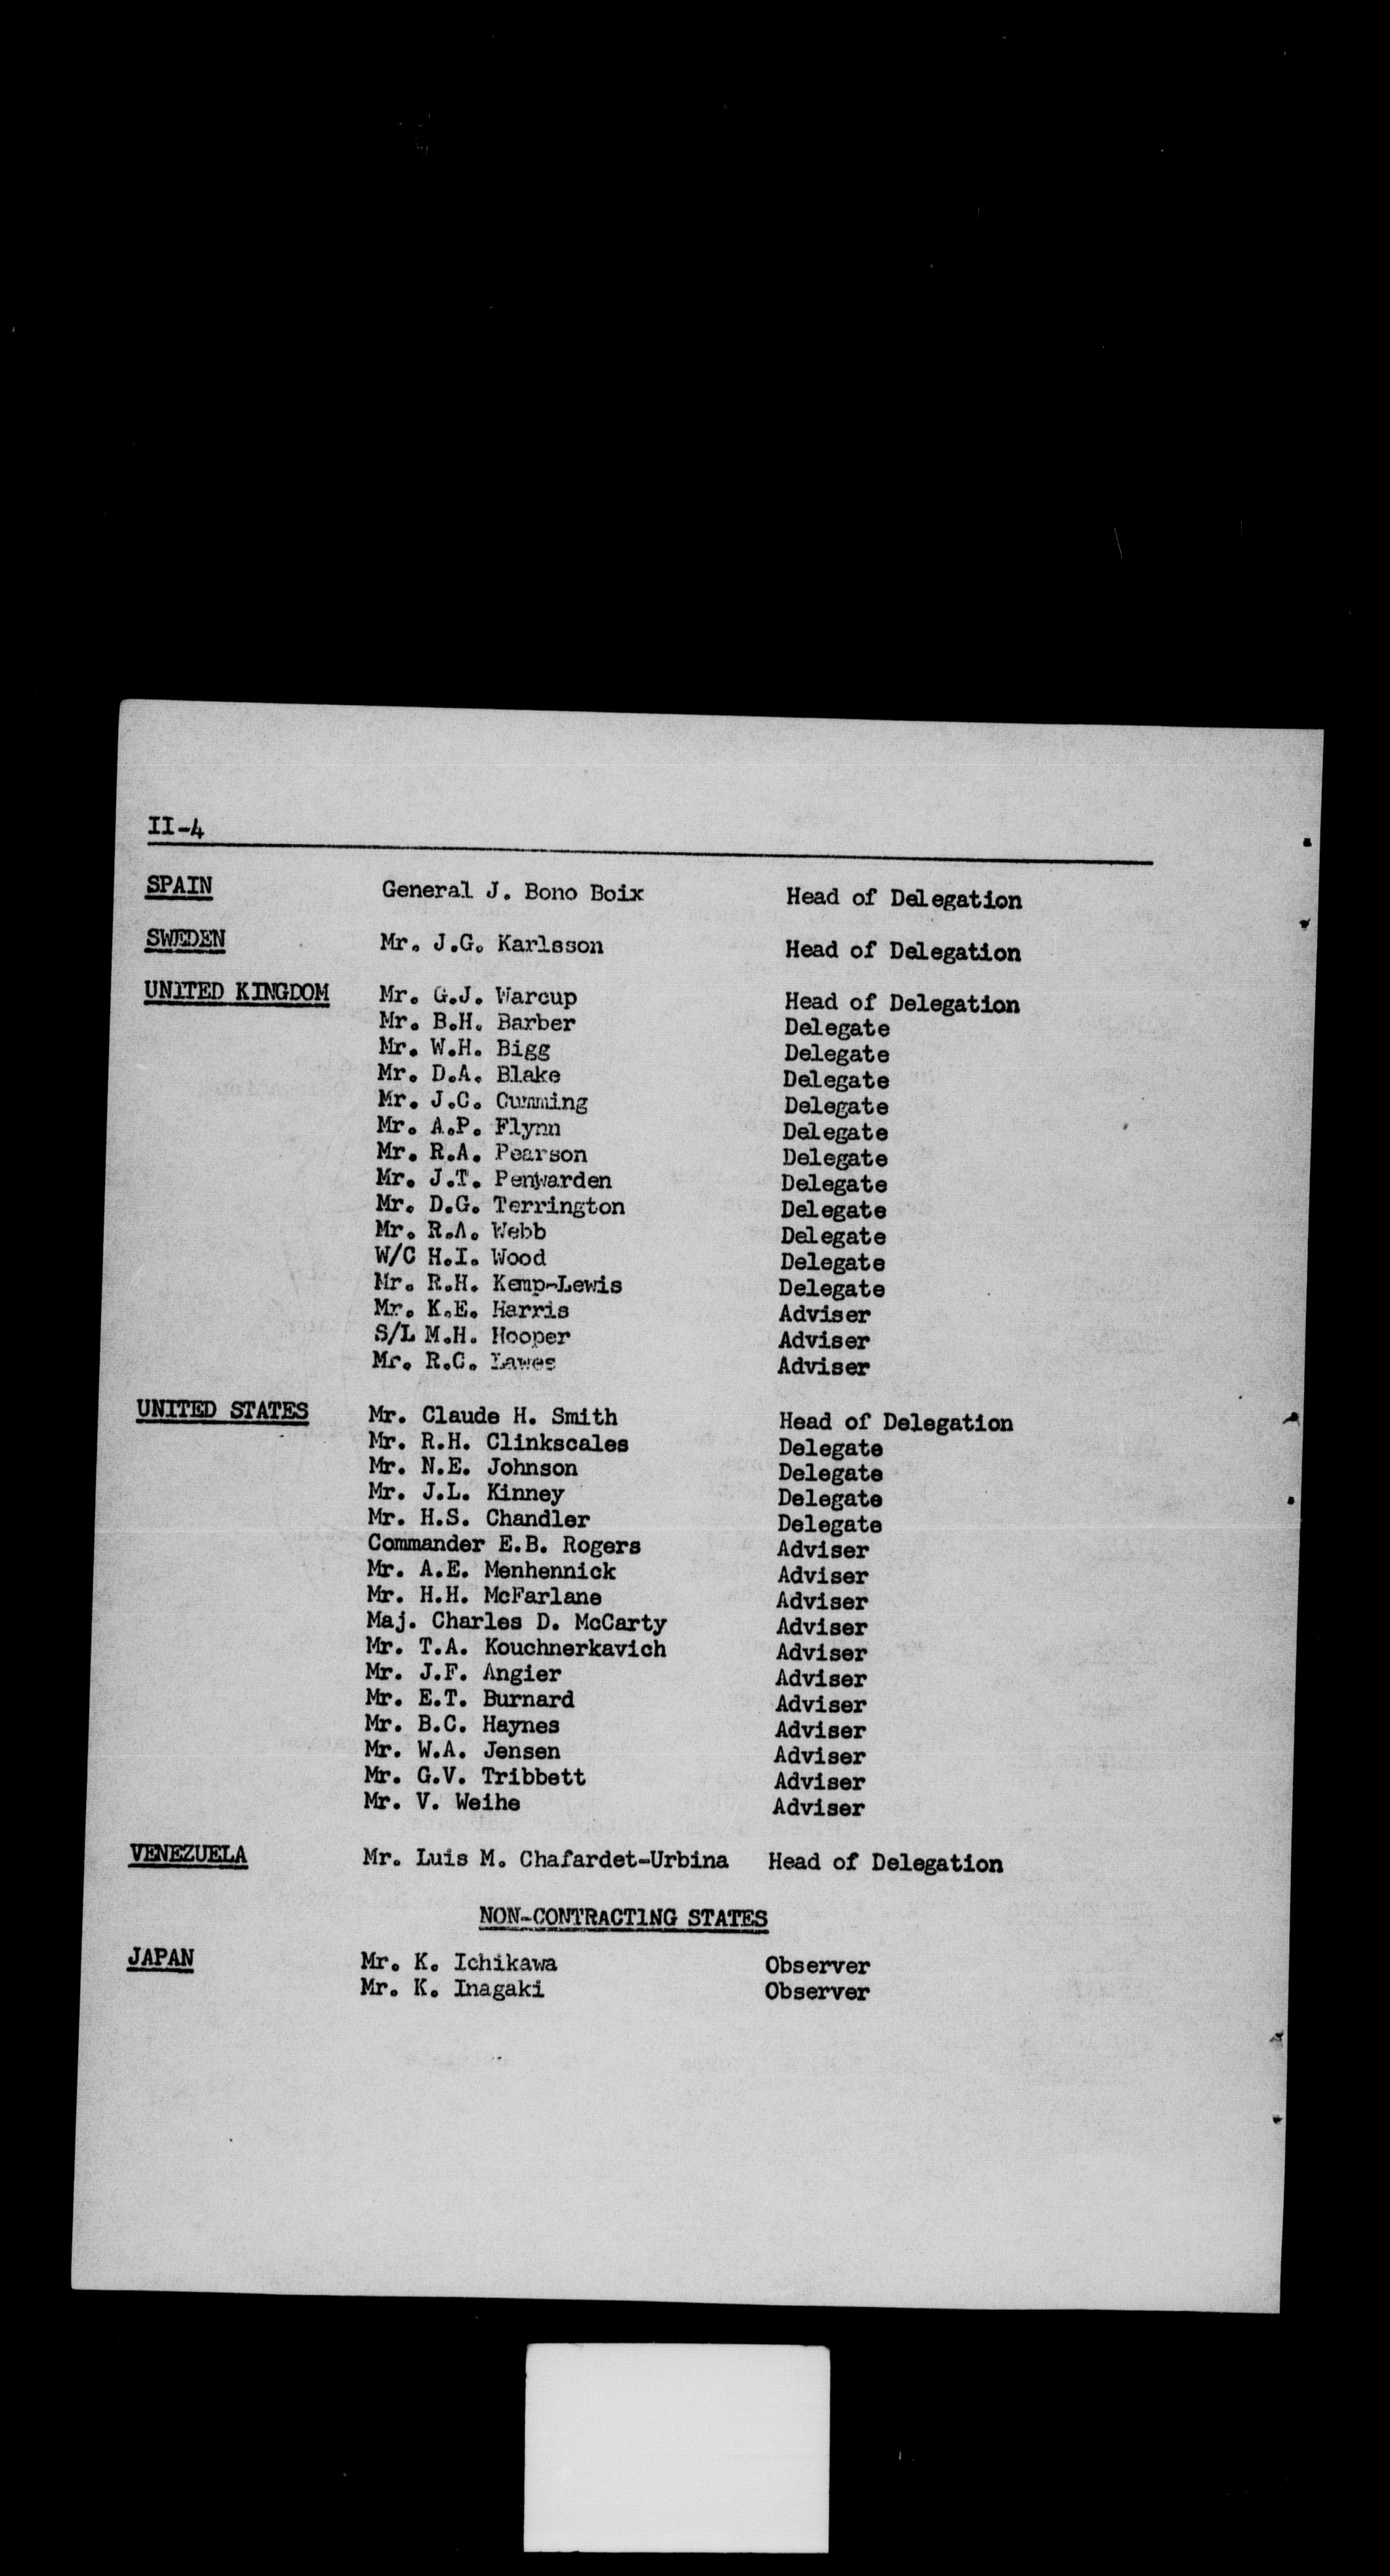 II-4
SPAIN General J. Bono Boix Head of Delegation
SWEDEN Mr. J.G. Karlsson Head of Delegation
UNITED KINGDOM Mr. G.J. Warcup Head of Delegation
Mr. B.H. Barber Delegate
Mr. W.H. Bigg Delegate
Mr. D.A. Blake Delegate
Mr. J.C. Cumming Delegate
Mr. A.P. Flynn Delegate
Mr. R.A. Pearson Delegate
Mr. J.T. Penwarden Delegate
Mr. D.G. Terrington Delegate
Mr. R.A. Webb Delegate
W/C H.I. Wood Delegate
Mr. R.H. Kemp-Lewis Delegate
Mr. K.E. Harris Adviser
S/L M.H. Hooper Adviser
Mr. R.C. Lawes Adviser
UNITED STATES Mr. Claude H. Smith Head of Delegation
Mr. R.H. Clinkscales Delegate
Mr. N.E. Johnson Delegate
Mr. J.L. Kinney Delegate
Mr. H.S. Chandler Delegate
Commander E.B. Rogers Adviser
Mr. A.E. Menhennick Adviser
Mr. H.H. McFarlane Adviser
Maj. Charles D. McCarty Adviser
Mr. T.A. Kouchnerkavich Adviser
Mr. J.F. Angier Adviser
Mr. E.T. Burnard Adviser
Mr. B.C. Haynes Adviser
Mr. W.A. Jensen Adviser
Mr. G.V. Tribbett Adviser
Mr. V. Weihe Adviser
VENEZUELA Mr. Luis M. Chafardet-Urbina Head of Delegation
NON-CONTRACTING STATES
JAPAN Mr. K. Ichikawa Observer
Mr. K. Inagaki Observer